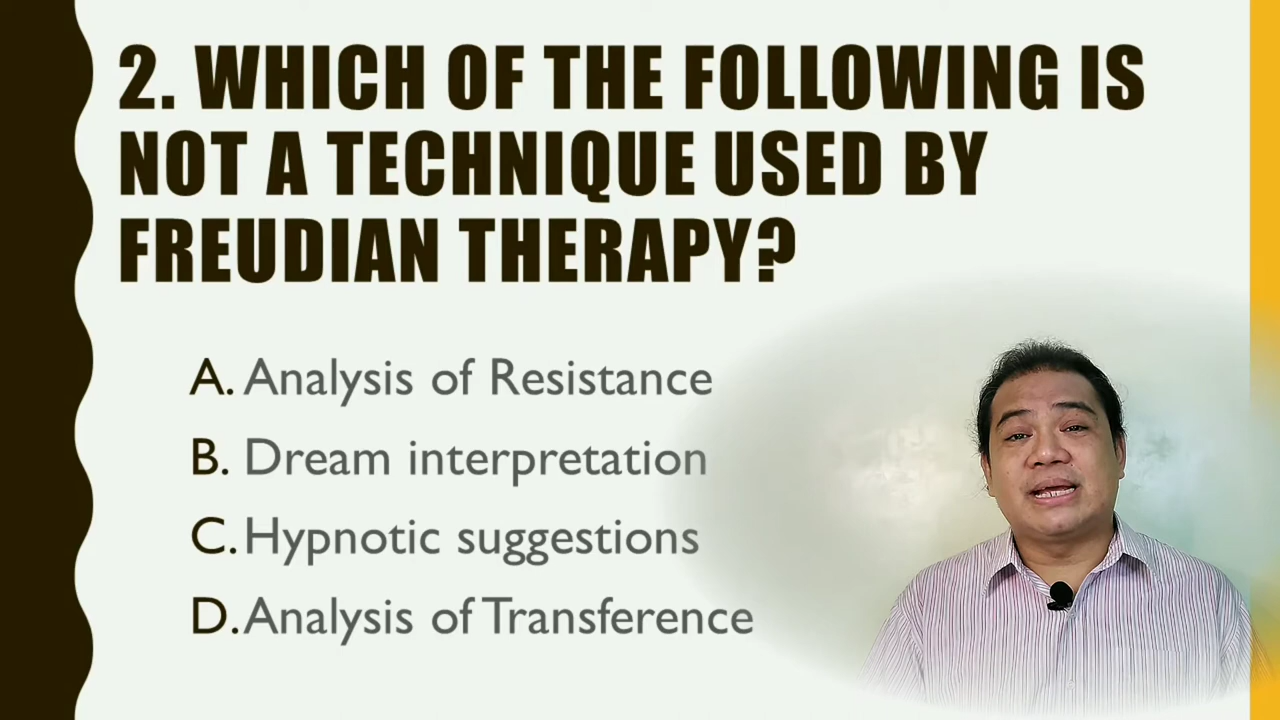 2. WHICH OF THE FOLLOWING IS
NOT A TECHNIQUE USED BY
FREUDIAN THERAPY?
A. Analysis of Resistance
B. Dream interpretation
C. Hypnotic suggestions
D. Analysis of Transference